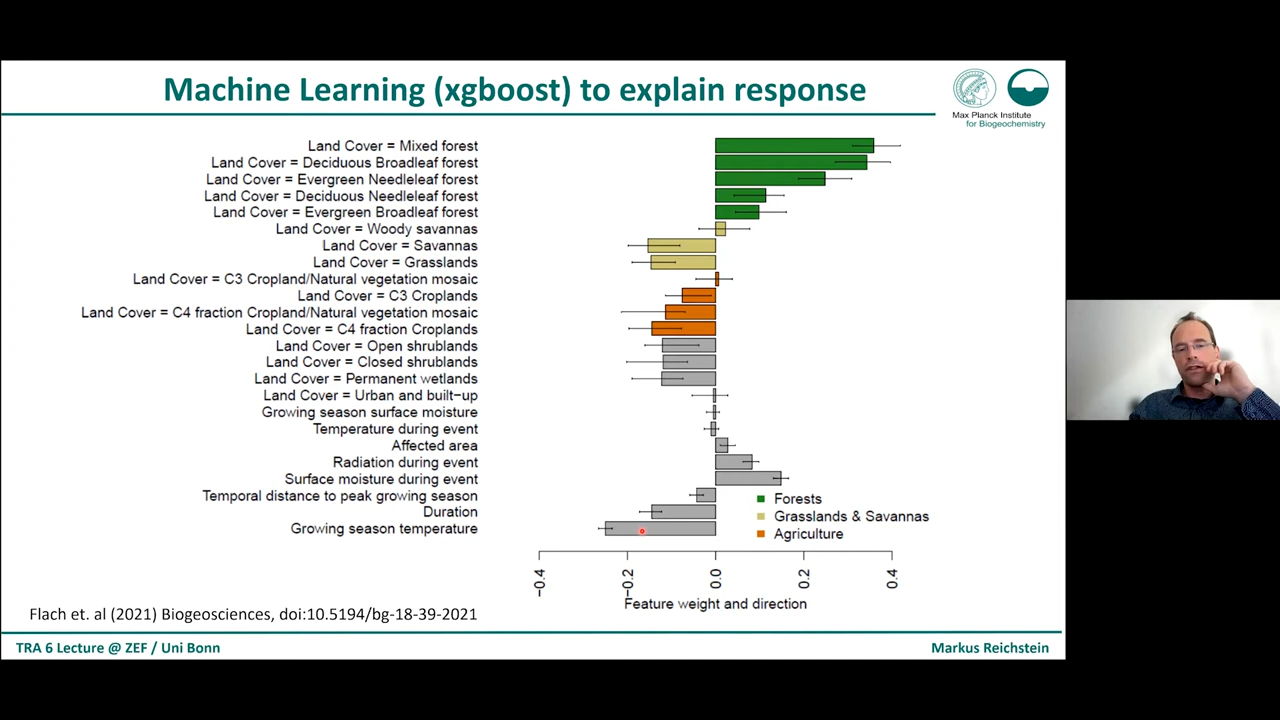 Machine Learning (xgboost) to explain response
Max Planck Institute
for Biogeochemistry
Land Cover = Mixed forest
Land Cover = Deciduous Broadleaf forest
Land Cover = Evergreen Needleleaf forest
Land Cover = Deciduous Needleleaf forest
Land Cover = Evergreen Broadleaf forest
Land Cover = Woody savannas
Land Cover = Savannas
Land Cover = Grasslands
Land Cover = C3 Cropland/Natural vegetation mosaic
Land Cover = C3 Croplands
Land Cover = C4 fraction Cropland/Natural vegetation mosaic
Land Cover = C4 fraction Croplands
Land Cover = Open shrublands
Land Cover = Closed shrublands
Land Cover = Permanent wetlands
Land Cover = Urban and built−up
Growing season surface moisture
Temperature during event
Affected area
Radiation during event
Surface moisture during event
Temporal distance to peak growing season
Duration
Growing season temperature
Forests
Grasslands & Savannas
Agriculture
−0.4 −0.2 0.0 0.2 0.4
Feature weight and direction
Flach et. al (2021) Biogeosciences, doi:10.5194/bg-18-39-2021
TRA 6 Lecture @ ZEF / Uni Bonn
Markus Reichstein